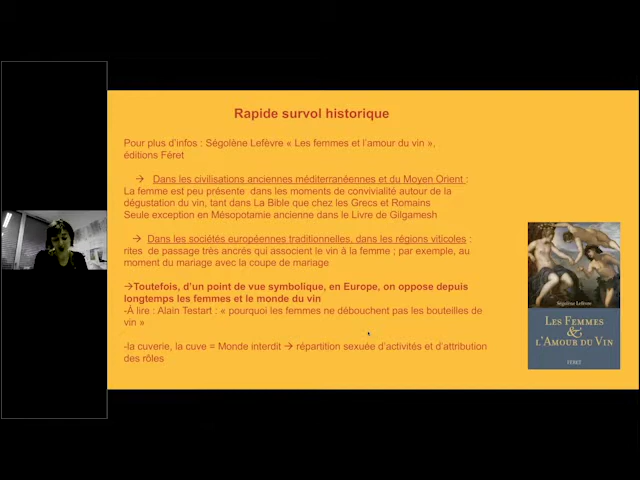 Rapide survol historique
Pour plus d'infos : Ségolène Lefèvre « Les femmes et l'amour du vin »,
éditions Féret
→ Dans les civilisations anciennes méditerranéennes et du Moyen Orient :
La femme est peu présente dans les moments de convivialité autour de la
dégustation du vin, tant dans La Bible que chez les Grecs et Romains
Seule exception en Mésopotamie ancienne dans le Livre de Gilgamesh
→ Dans les sociétés européennes traditionnelles, dans les régions viticoles :
rites de passage très ancrés qui associent le vin à la femme ; par exemple, au
moment du mariage avec la coupe de mariage
→Toutefois, d'un point de vue symbolique, en Europe, on oppose depuis
longtemps les femmes et le monde du vin
-À lire : Alain Testart : « pourquoi les femmes ne débouchent pas les bouteilles de
vin »
-la cuverie, la cuve = Monde interdit → répartition sexuée d'activités et d'attribution
des rôles
Ségolène Lefèvre
LES FEMMES
&
L'AMOUR DU VIN
FÉRET